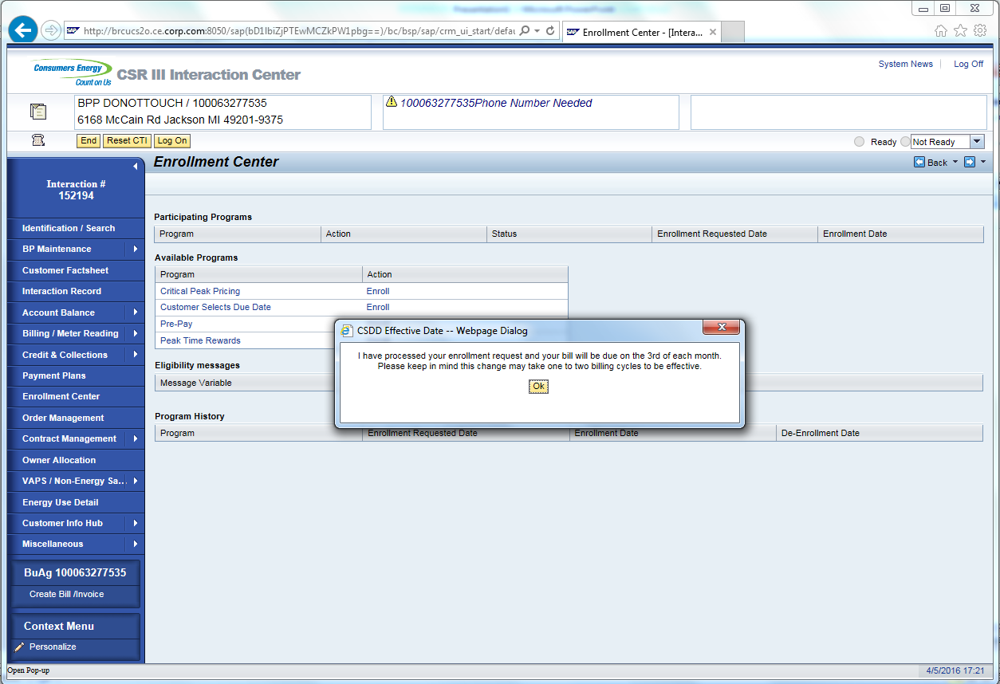 Presentation1 - Microsoft PowerPoint
http://brcucs2o.ce.corp.com:8050/sap(bD1lbiZjPTEwMCZkPW1pbg==)/bc/bsp/sap/crm_ui_start/defau
SAP Enrollment Center - [Intera...
Consumers Energy
Count on Us
CSR III Interaction Center
System News
Log Off
BPP DONOTTOUCH / 100063277535
6168 McCain Rd Jackson MI 49201-9375
100063277535Phone Number Needed
End
Reset CTI
Log On
Ready
Not Ready
Enrollment Center
Back
Interaction #
152194
Identification / Search
BP Maintenance
Customer Factsheet
Interaction Record
Account Balance
Billing / Meter Reading
Credit & Collections
Payment Plans
Enrollment Center
Order Management
Contract Management
Owner Allocation
VAPS / Non-Energy Sa...
Energy Use Detail
Customer Info Hub
Miscellaneous
BuAg 100063277535
Create Bill /Invoice
Context Menu
Personalize
Participating Programs
Program Action Status Enrollment Requested Date Enrollment Date
Available Programs
Program Action
Critical Peak Pricing Enroll
Customer Selects Due Date Enroll
Pre-Pay
Peak Time Rewards
Eligibility messages
Message Variable
Program History
Program Enrollment Requested Date Enrollment Date De-Enrollment Date
CSDD Effective Date -- Webpage Dialog
I have processed your enrollment request and your bill will be due on the 3rd of each month.
Please keep in mind this change may take one to two billing cycles to be effective.
Ok
Open Pop-up
4/5/2016 17:21